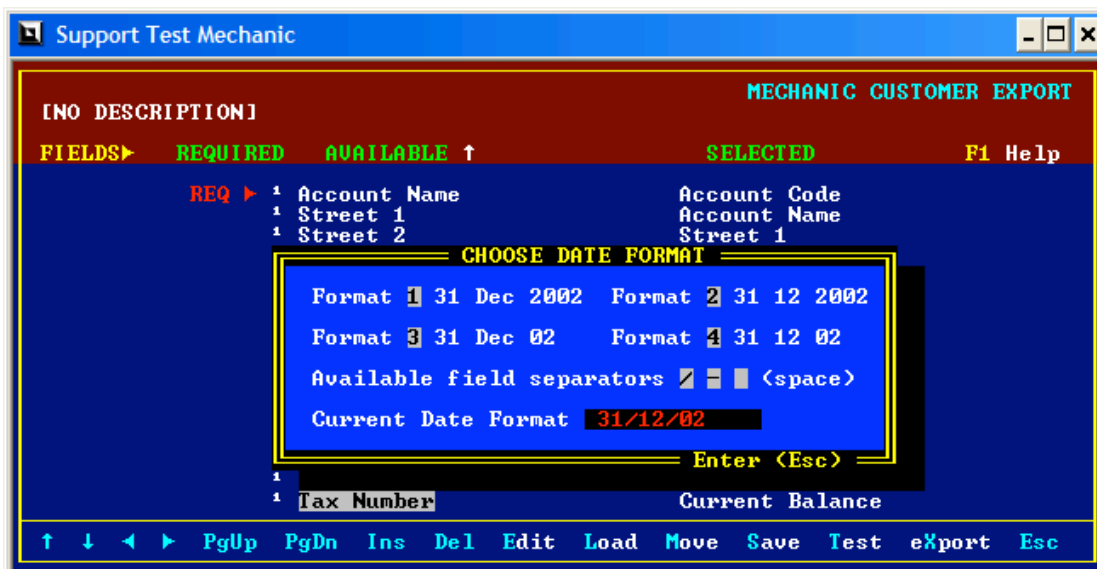 Support Test Mechanic
MECHANIC CUSTOMER EXPORT
[NO DESCRIPTION]
FIELDS► REQUIRED AVAILABLE ↑ SELECTED F1 Help
REQ ► ¹ Account Name Account Code
¹ Street 1 Account Name
¹ Street 2 Street 1
CHOOSE DATE FORMAT
Format 1 31 Dec 2002 Format 2 31 12 2002
Format 3 31 Dec 02 Format 4 31 12 02
Available field separators / - (space)
Current Date Format 31/12/02
Enter (Esc)
¹
¹ Tax Number Current Balance
↑ ↓ ◄ ► PgUp PgDn Ins Del Edit Load Move Save Test eXport Esc